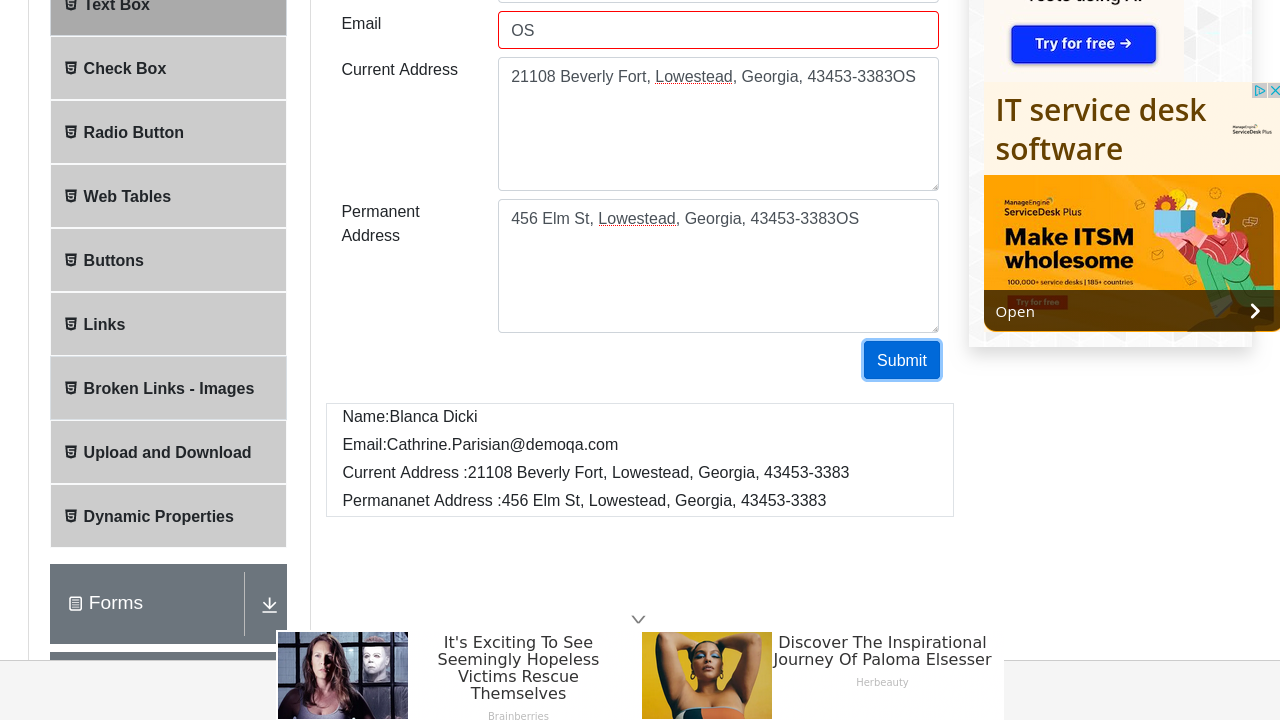 Text Box
Check Box
Radio Button
Web Tables
Buttons
Links
Broken Links - Images
Upload and Download
Dynamic Properties
Forms
Email
OS
Current Address
21108 Beverly Fort, Lowestead, Georgia, 43453-3383OS
Permanent
Address
456 Elm St, Lowestead, Georgia, 43453-3383OS
Submit
Name:Blanca Dicki
Email:Cathrine.Parisian@demoqa.com
Current Address :21108 Beverly Fort, Lowestead, Georgia, 43453-3383
Permananet Address :456 Elm St, Lowestead, Georgia, 43453-3383
Try for free →
IT service desk
software
ManageEngine
ServiceDesk Plus
ManageEngine
ServiceDesk Plus
Make ITSM
wholesome
100,000+ service desks | 185+ countries
Try for free
Open
It's Exciting To See
Seemingly Hopeless
Victims Rescue
Themselves
Brainberries
Discover The Inspirational
Journey Of Paloma Elsesser
Herbeauty